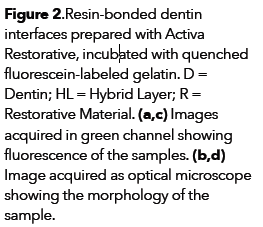 Figure 2.Resin-bonded dentin
interfaces prepared with Activa
Restorative, incubated with quenched
fluorescein-labeled gelatin. D =
Dentin; HL = Hybrid Layer; R =
Restorative Material. (a,c) Images
acquired in green channel showing
fluorescence of the samples. (b,d)
Image acquired as optical microscope
showing the morphology of the
sample.